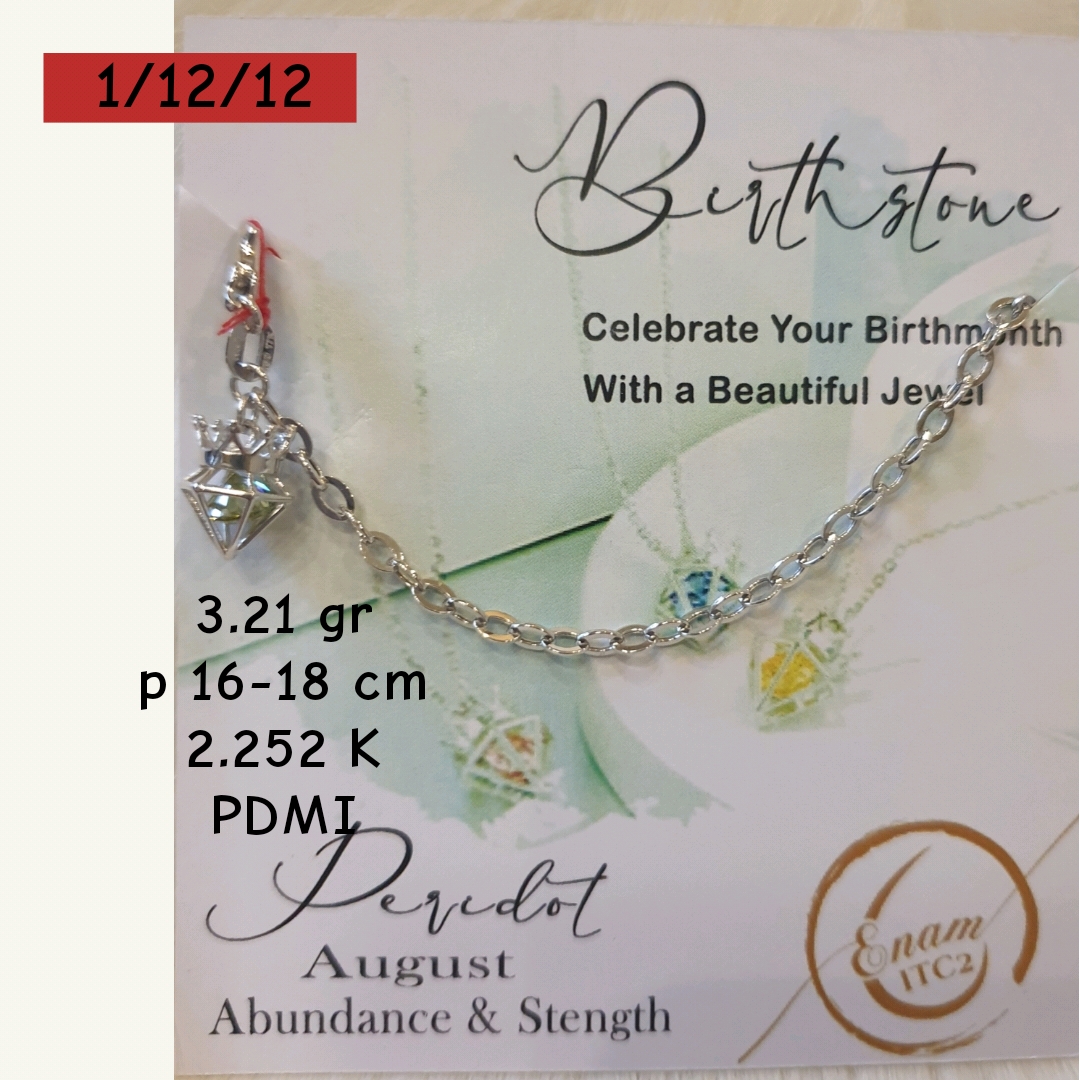 1/12/12
Birthstone
Celebrate Your Birthmonth
With a Beautiful Jewel
3.21 gr
p 16-18 cm
2.252 K
PDMI
Peridot
August
Abundance & Stength
Enam
ITC2